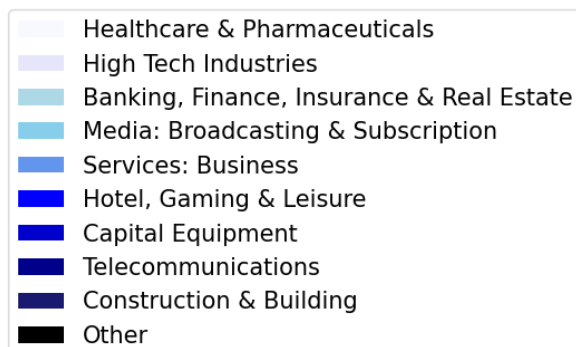 Healthcare & Pharmaceuticals
High Tech Industries
Banking, Finance, Insurance & Real Estate
Media: Broadcasting & Subscription
Services: Business
Hotel, Gaming & Leisure
Capital Equipment
Telecommunications
Construction & Building
Other